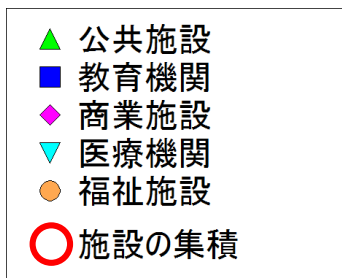 公共施設
教育機関
商業施設
医療機関
福祉施設
施設の集積